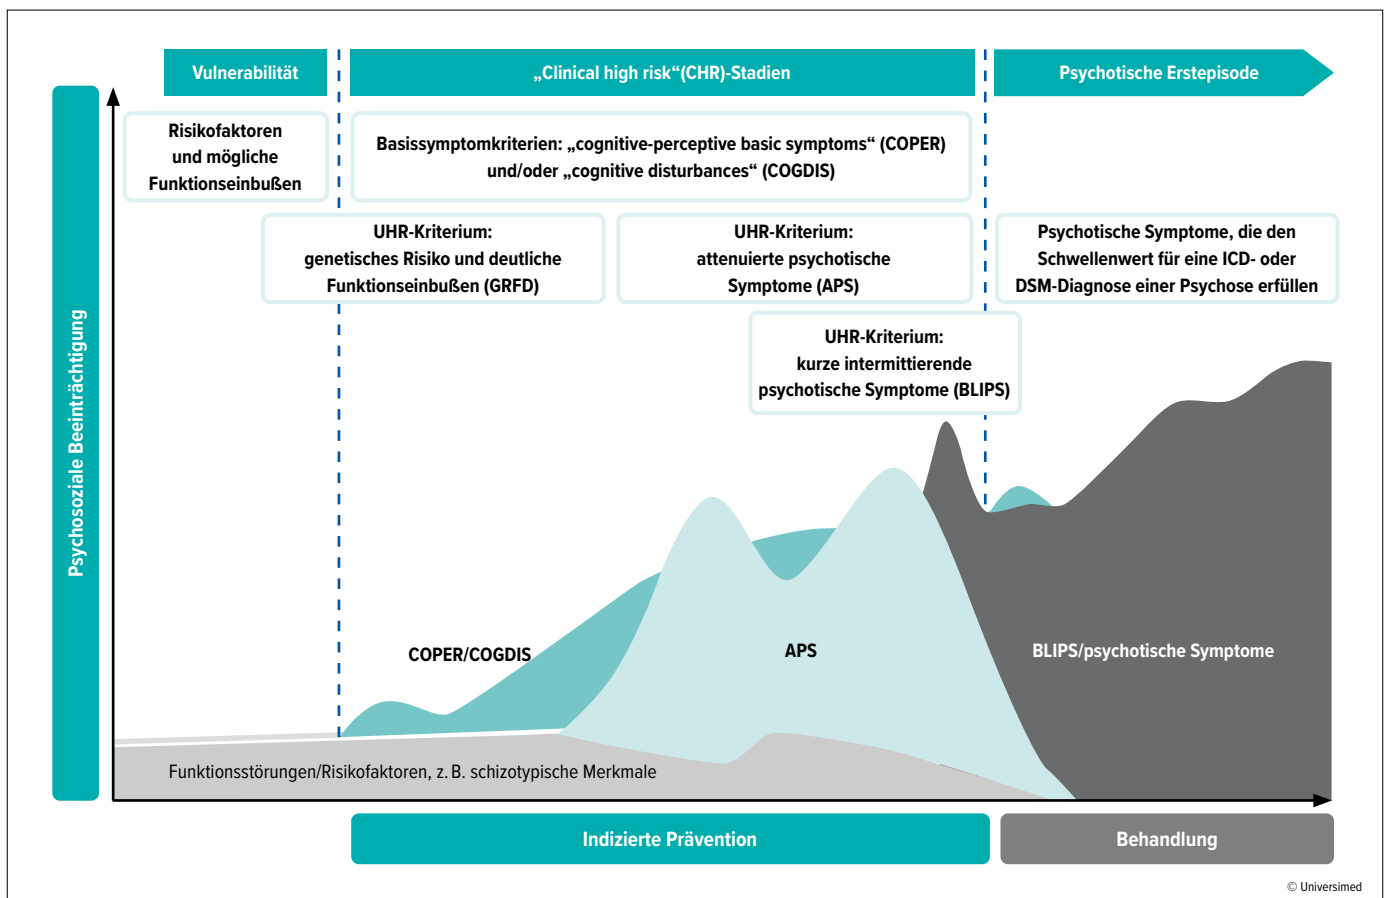 Vulnerabilität
„Clinical high risk“(CHR)-Stadien
Psychotische Erstepisode
Risikofaktoren
und mögliche
Funktionseinbußen
Basissymptomkriterien: „cognitive-perceptive basic symptoms“ (COPER)
und/oder „cognitive disturbances“ (COGDIS)
UHR-Kriterium:
genetisches Risiko und deutliche
Funktionseinbußen (GRFD)
UHR-Kriterium:
attenuierte psychotische
Symptome (APS)
Psychotische Symptome, die den
Schwellenwert für eine ICD- oder
DSM-Diagnose einer Psychose erfüllen
UHR-Kriterium:
kurze intermittierende
psychotische Symptome (BLIPS)
Psychosoziale Beeinträchtigung
COPER/COGDIS
APS
BLIPS/psychotische Symptome
Funktionsstörungen/Risikofaktoren, z. B. schizotypische Merkmale
Indizierte Prävention
Behandlung
© Universimed